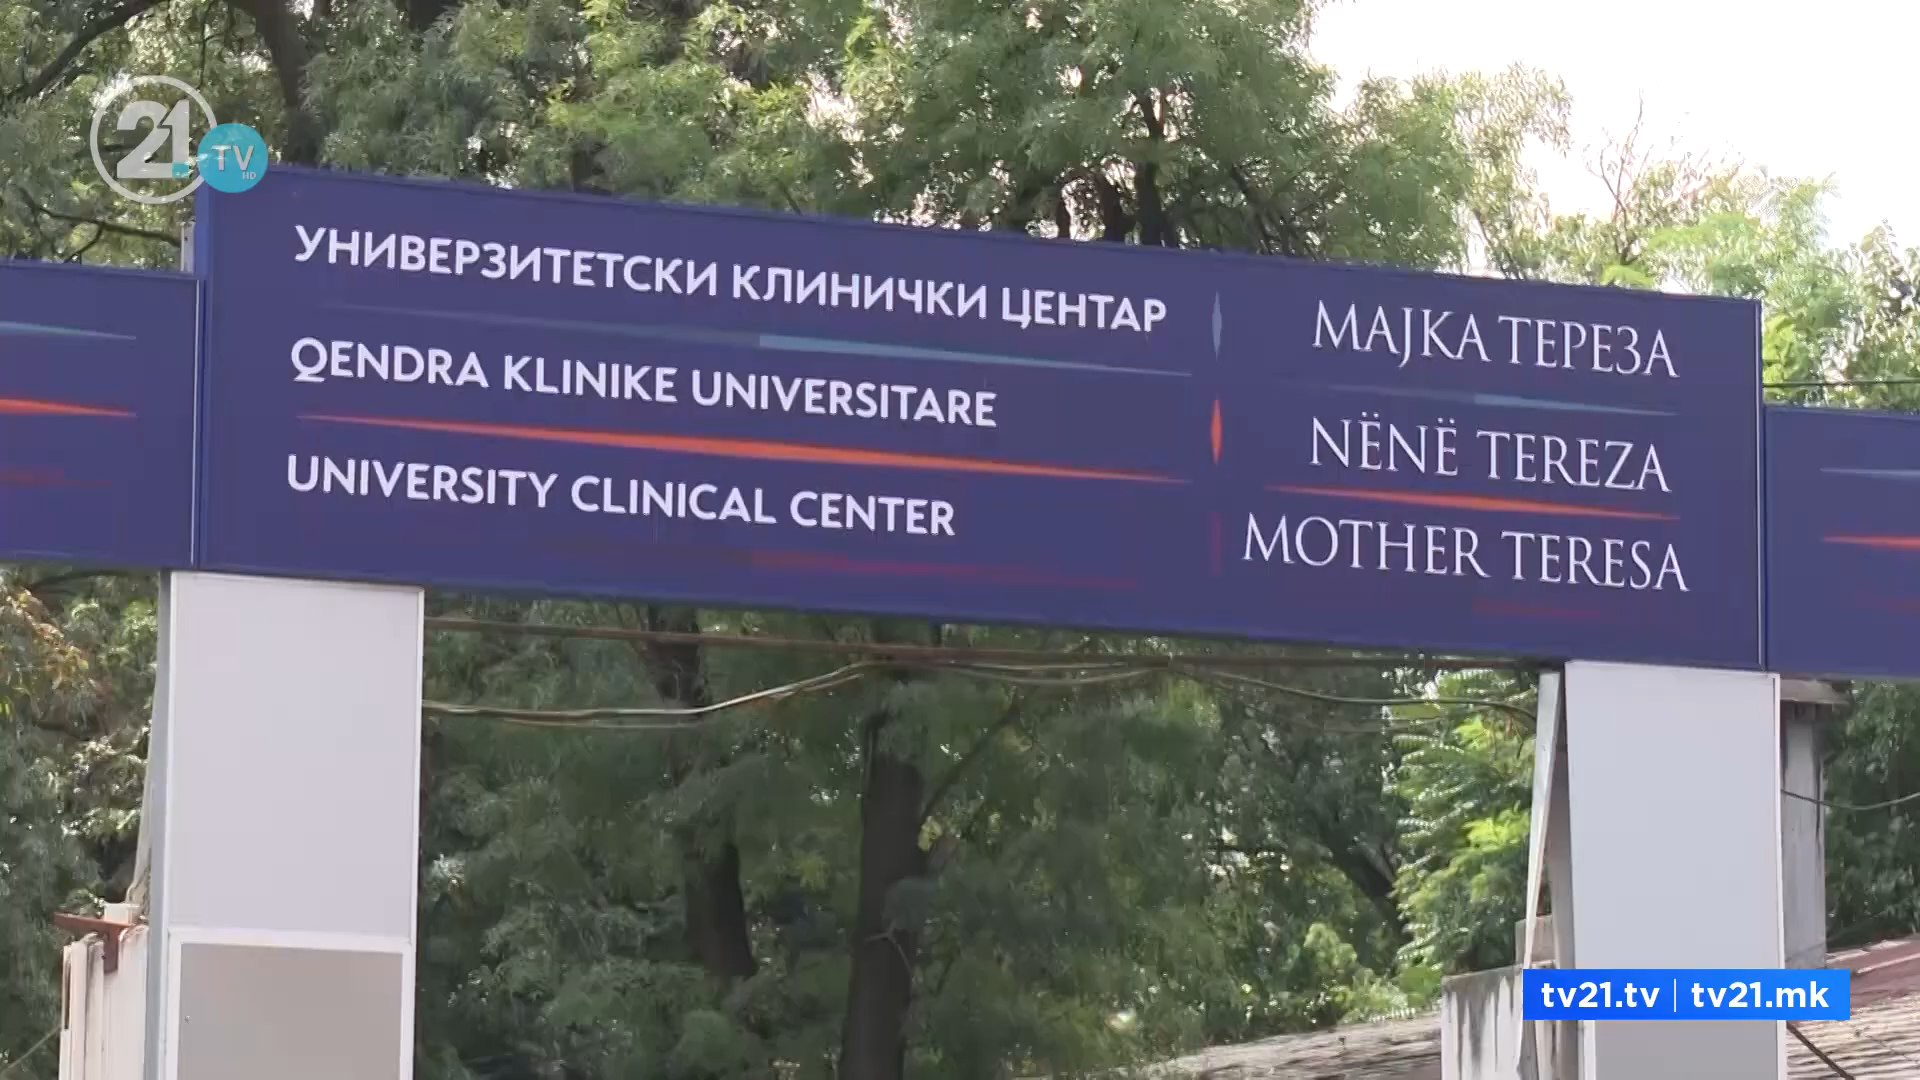 21 TV HD
УНИВЕРЗИТЕТСКИ КЛИНИЧКИ ЦЕНТАР
QENDRA KLINIKE UNIVERSITARE
UNIVERSITY CLINICAL CENTER
МАЈКА ТЕРЕЗА
NËNË TEREZA
MOTHER TERESA
tv21.tv | tv21.mk